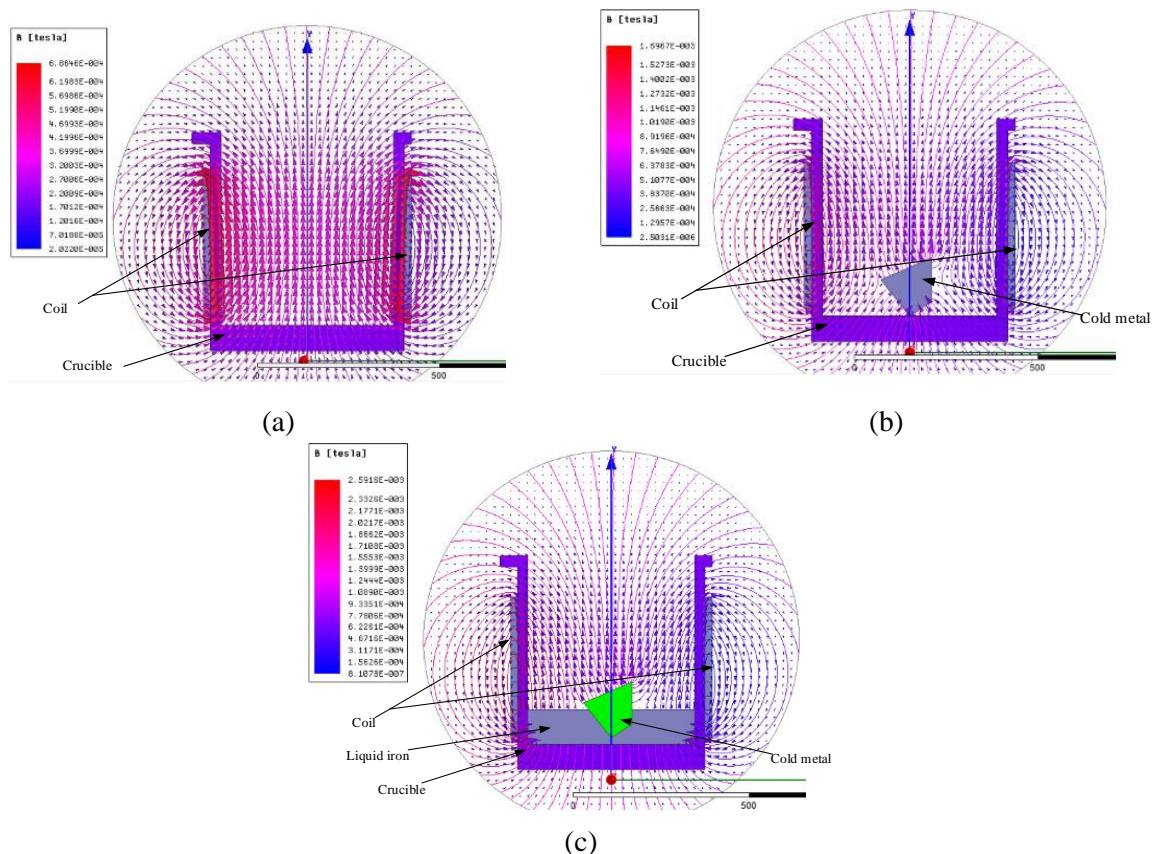 B [tesla]
6.8646E-004
6.1983E-004
5.6986E-004
5.1990E-004
4.6993E-004
4.1996E-004
3.6999E-004
3.2003E-004
2.7006E-004
2.2009E-004
1.7012E-004
1.2016E-004
7.0188E-005
2.0220E-005
Y
Coil
Crucible
0
500
(a)
B [tesla]
1.6967E-003
1.5273E-003
1.4002E-003
1.2732E-003
1.1461E-003
1.0190E-003
8.9196E-004
7.6490E-004
6.3783E-004
5.1077E-004
3.8370E-004
2.5663E-004
1.2957E-004
2.5031E-006
Y
Coil
Cold metal
Crucible
0
500
(b)
B [tesla]
2.5916E-003
2.3326E-003
2.1771E-003
2.0217E-003
1.8662E-003
1.7108E-003
1.5553E-003
1.3999E-003
1.2444E-003
1.0890E-003
9.3351E-004
7.7806E-004
6.2261E-004
4.6716E-004
3.1171E-004
1.5626E-004
8.1078E-007
Y
Coil
Liquid iron
Cold metal
Crucible
0
500
(c)